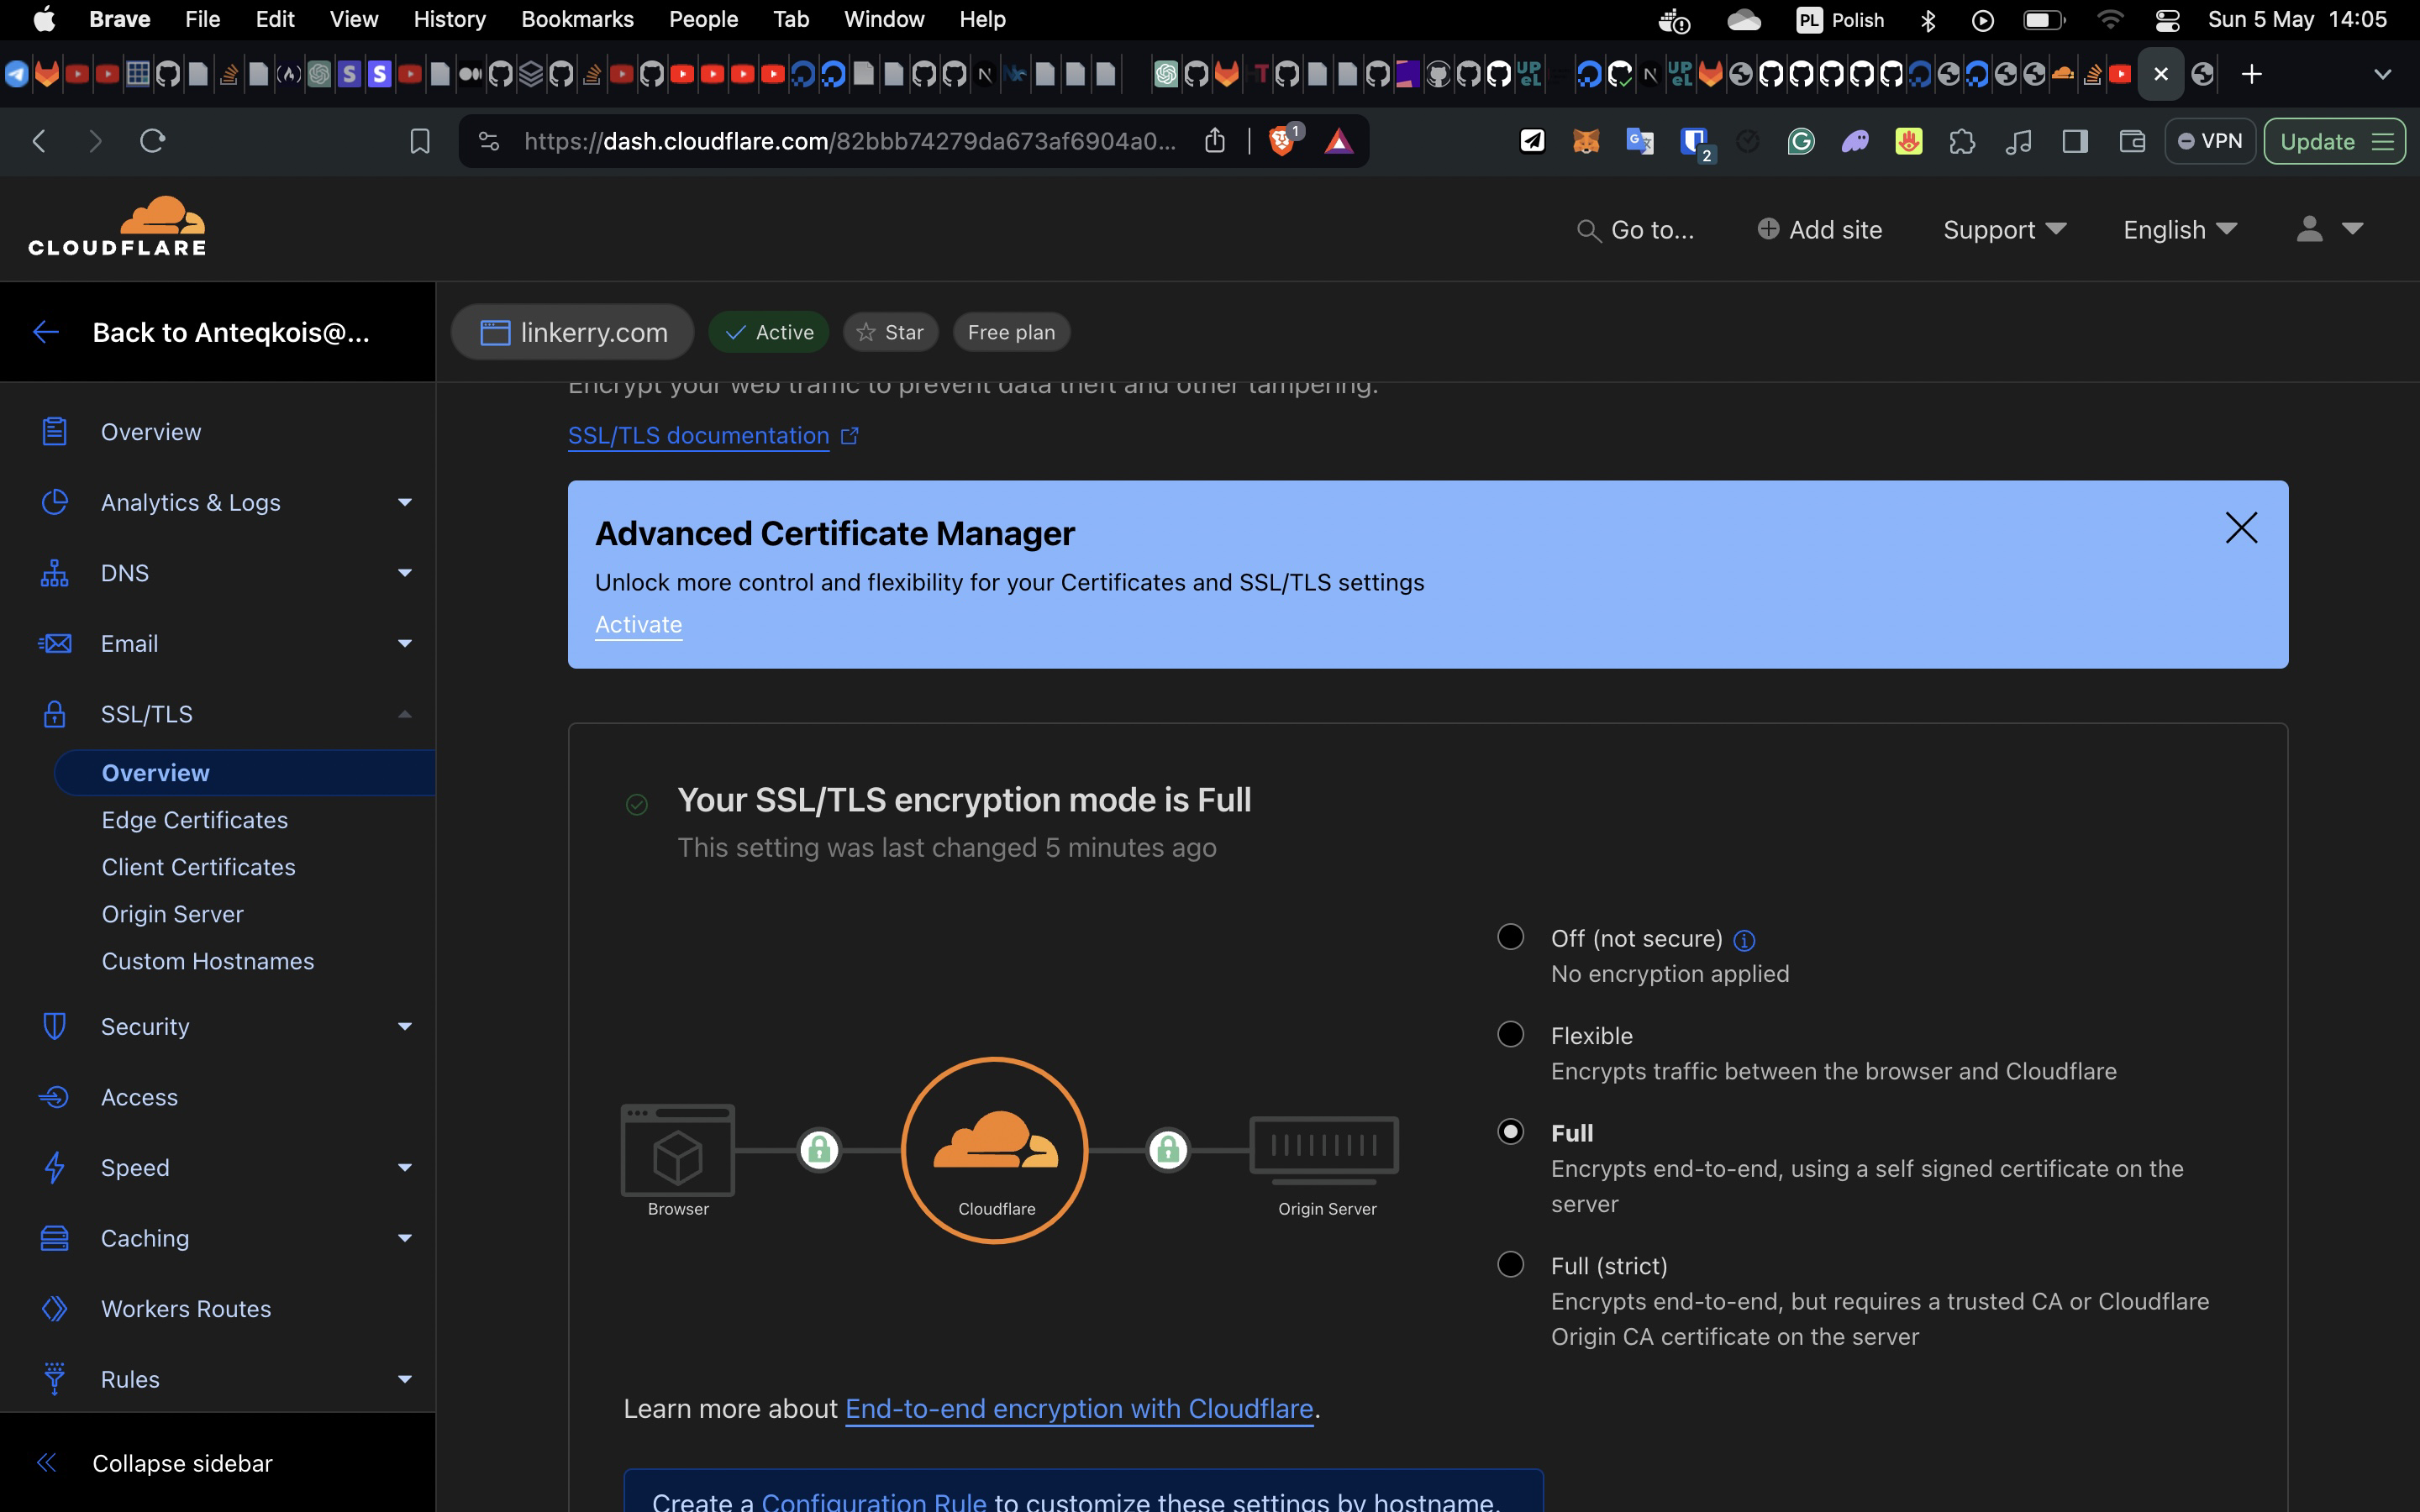 Brave File Edit View History Bookmarks People Tab Window Help PL Polish Sun 5 May 14:05
https://dash.cloudflare.com/82bbb74279da673af6904a0... 1 2 VPN Update
CLOUDFLARE
Go to... Add site Support English
Back to Anteqkois@...
linkerry.com Active Star Free plan
Encrypt your web traffic to prevent data theft and other tampering.
SSL/TLS documentation
Advanced Certificate Manager
Unlock more control and flexibility for your Certificates and SSL/TLS settings
Activate
Overview
Analytics & Logs
DNS
Email
SSL/TLS
Overview
Edge Certificates
Client Certificates
Origin Server
Custom Hostnames
Security
Access
Speed
Caching
Workers Routes
Rules
Collapse sidebar
Your SSL/TLS encryption mode is Full
This setting was last changed 5 minutes ago
Browser
Cloudflare
Origin Server
Off (not secure)
No encryption applied
Flexible
Encrypts traffic between the browser and Cloudflare
Full
Encrypts end-to-end, using a self signed certificate on the
server
Full (strict)
Encrypts end-to-end, but requires a trusted CA or Cloudflare
Origin CA certificate on the server
Learn more about End-to-end encryption with Cloudflare.
Create a Configuration Rule to customize these settings by hostname.